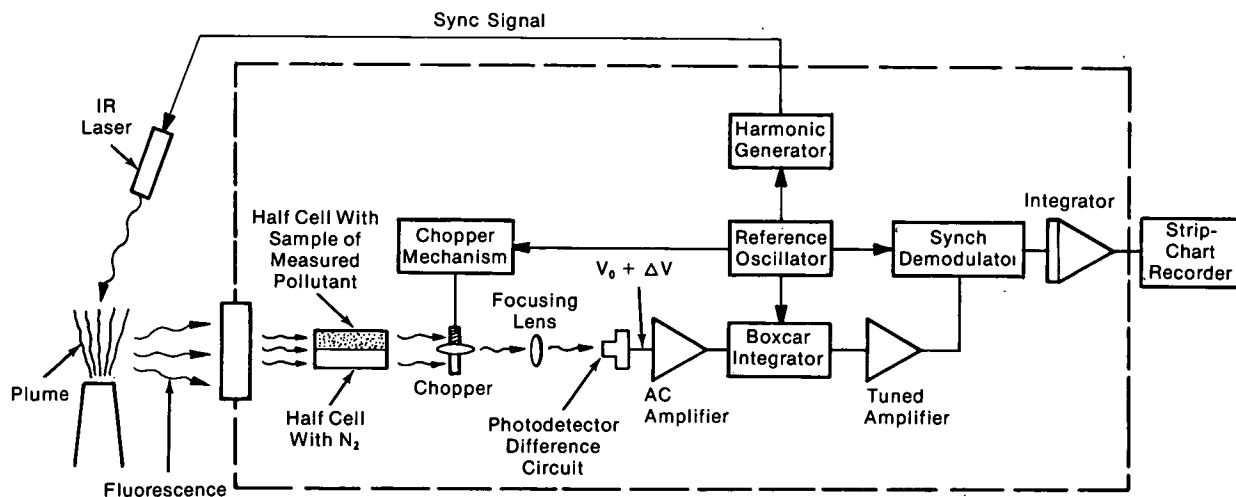 Sync Signal
IR
Laser
Harmonic
Generator
Integrator
Half Cell With
Sample of
Measured
Pollutant
Chopper
Mechanism
Reference
Oscillator
Synch
Demodulator
Strip-
Chart
Recorder
V₀ + ΔV
Focusing
Lens
Boxcar
Integrator
Plume
Chopper
AC
Amplifier
Tuned
Amplifier
Half Cell
With N₂
Photodetector
Difference
Circuit
Fluorescence